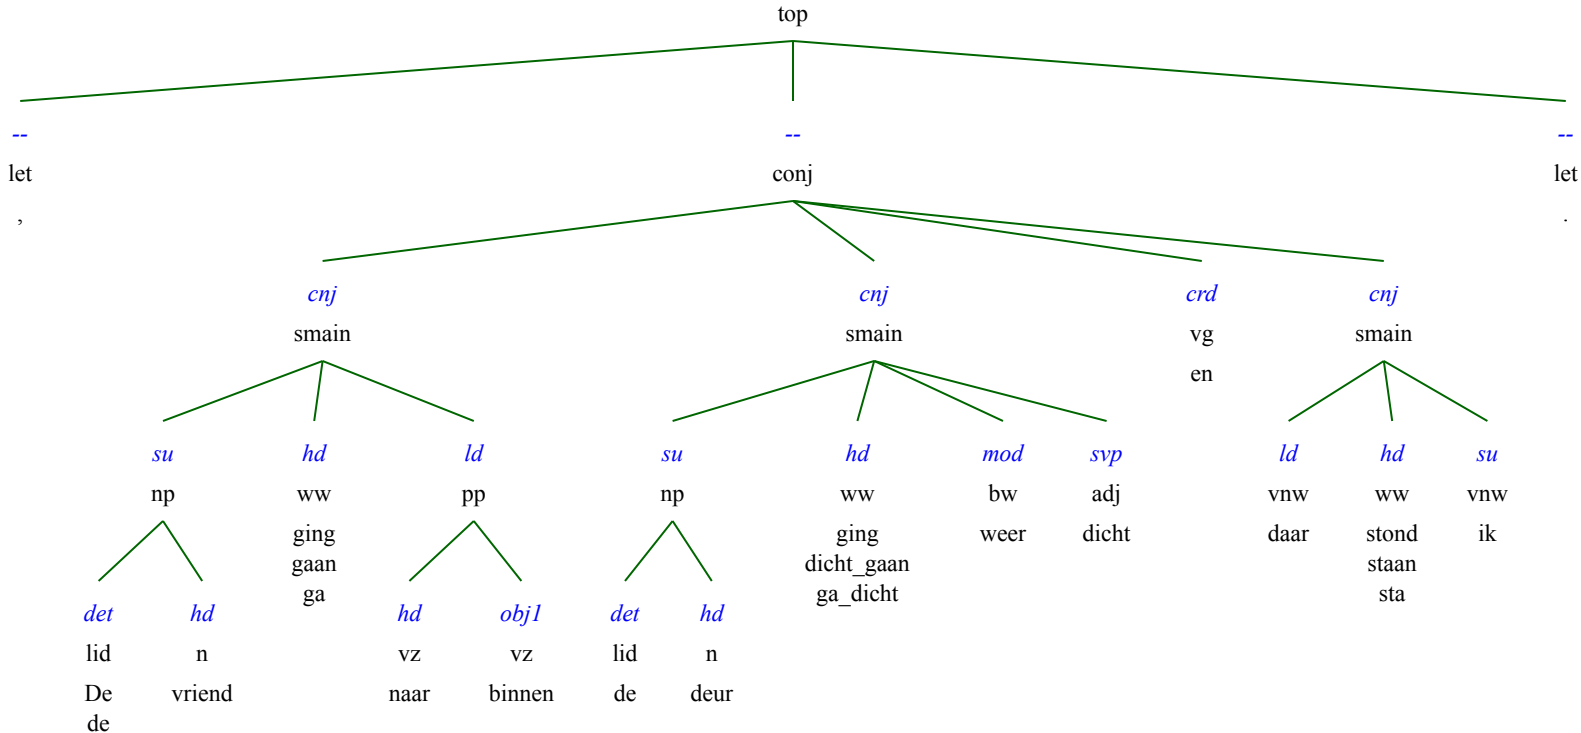 top
-- -- --
let conj let
, .
cnj cnj crd cnj
smain smain vg smain
en
su hd ld su hd mod svp ld hd su
np ww pp np ww bw adj vnw ww vnw
ging ging weer dicht daar stond ik
gaan dicht_gaan staan
ga ga_dicht sta
det hd hd obj1 det hd
lid n vz vz lid n
De vriend naar binnen de deur
de